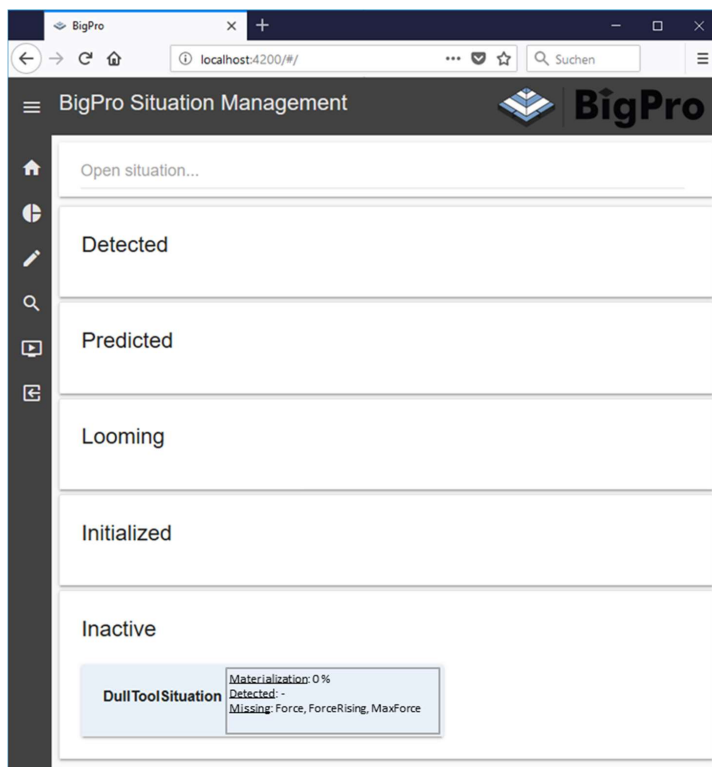 BigPro
localhost:4200/#/
Suchen
BigPro Situation Management
BigPro
Open situation...
Detected
Predicted
Looming
Initialized
Inactive
DullToolSituation
Materialization: 0 %
Detected: -
Missing: Force, ForceRising, MaxForce